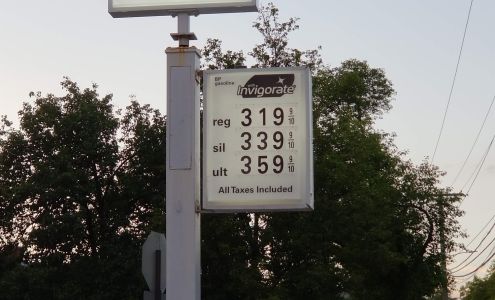 BP
gasoline
Invigorate
reg 319 9/10
sil 339 9/10
ult 359 9/10
All Taxes Included